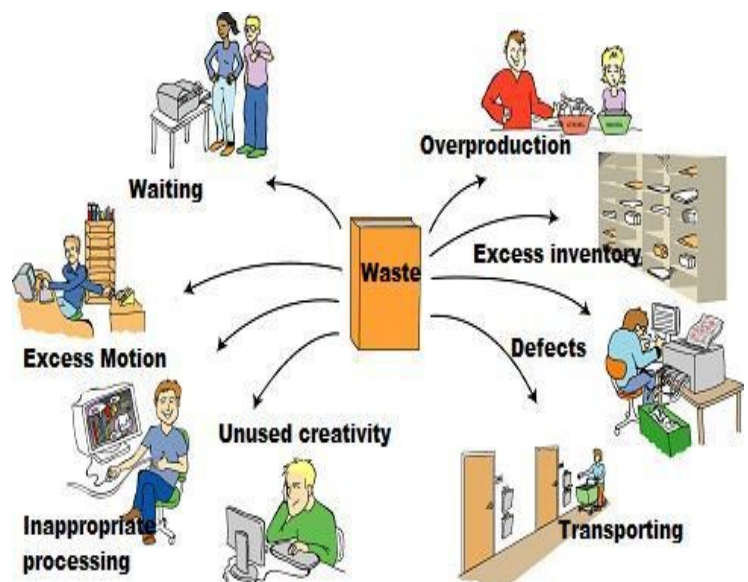 Overproduction
Waiting
Excess inventory
Waste
Defects
Excess Motion
Unused creativity
Inappropriate
processing
Transporting